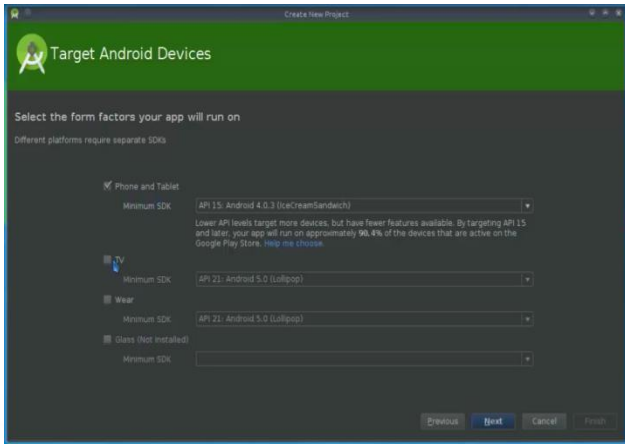 Create New Project
Target Android Devices
Select the form factors your app will run on
Different platforms require separate SDKs
Phone and Tablet
Minimum SDK
API 15: Android 4.0.3 (IceCreamSandwich)
Lower API levels target more devices, but have fewer features available. By targeting API 15
and later, your app will run on approximately 90.4% of the devices that are active on the
Google Play Store. Help me choose.
TV
Minimum SDK
API 21: Android 5.0 (Lollipop)
Wear
Minimum SDK
API 21: Android 5.0 (Lollipop)
Glass (Not Installed)
Minimum SDK
Previous
Next
Cancel
Finish